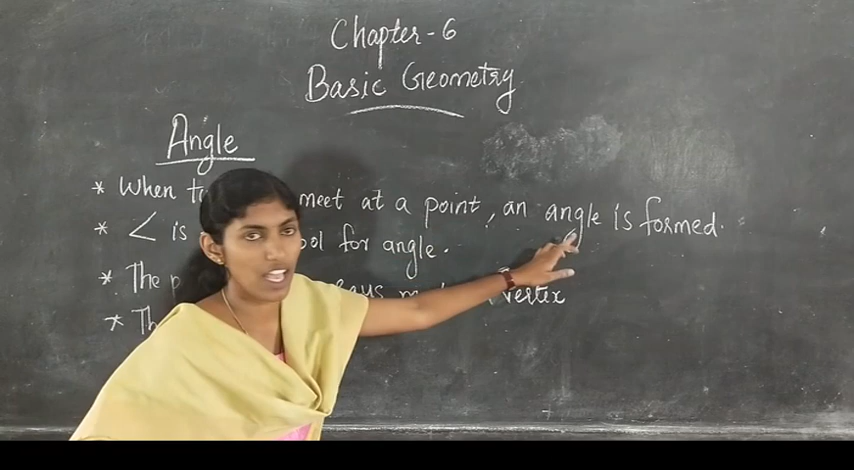 Chapter - 6
Basic Geometry
Angle
* When meet at a point, an angle is formed.
* ∠ is for angle.
* The vertex
* Th